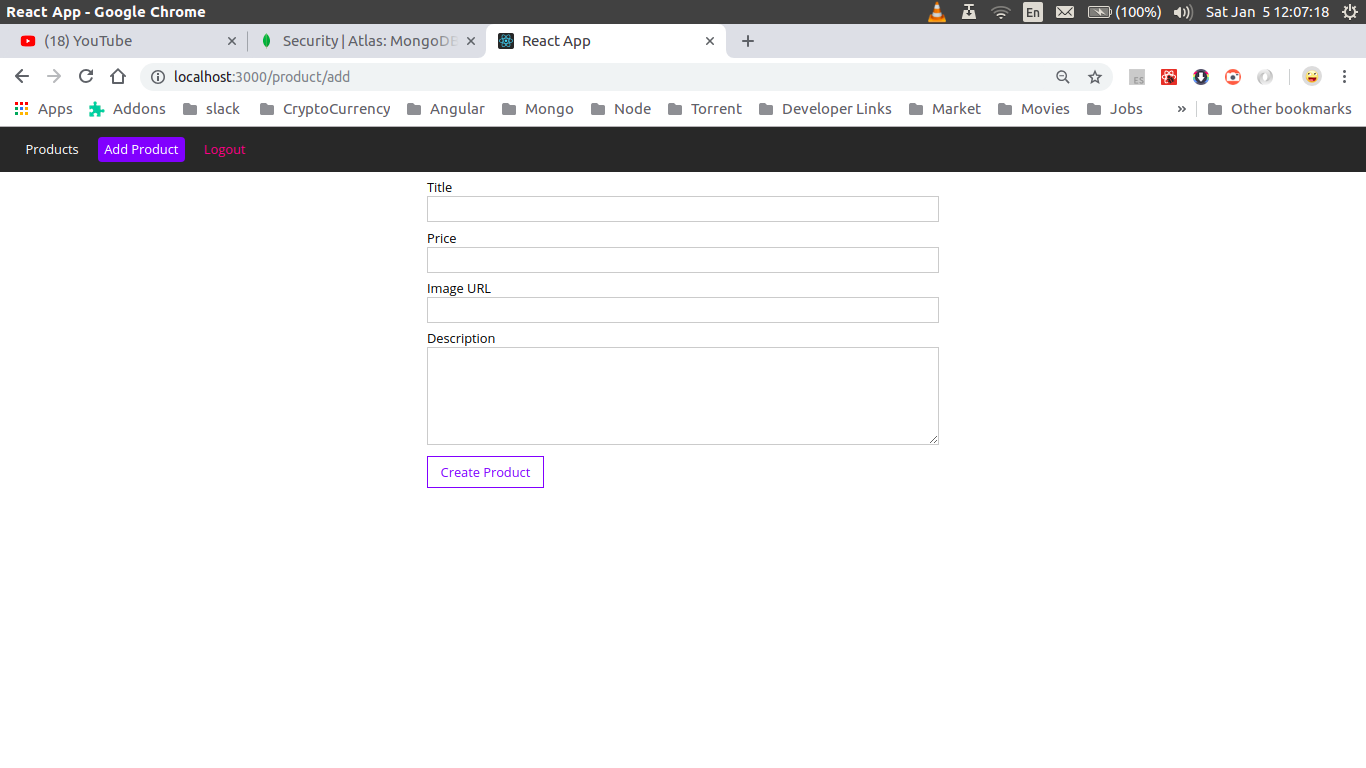 React App - Google Chrome En (100%) Sat Jan 5 12:07:18
(18) YouTube Security | Atlas: MongoDB React App
localhost:3000/product/add ES
Apps Addons slack CryptoCurrency Angular Mongo Node Torrent Developer Links Market Movies Jobs » Other bookmarks
Products Add Product Logout
Title
Price
Image URL
Description
Create Product